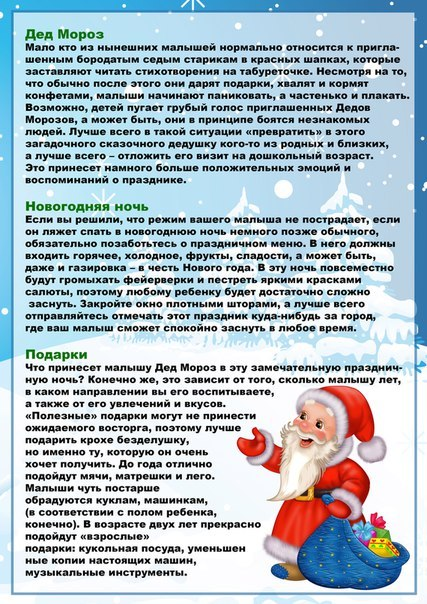 Дед Мороз
Мало кто из нынешних малышей нормально относится к пригла-
шенным бородатым седым старикам в красных шапках, которые
заставляют читать стихотворения на табуреточке. Несмотря на то,
что обычно после этого они дарят подарки, хвалят и кормят
конфетами, малыши начинают паниковать, а частенько и плакать.
Возможно, детей пугает грубый голос приглашенных Дедов
Морозов, а может быть, они в принципе боятся незнакомых
людей. Лучше всего в такой ситуации «превратить» в этого
загадочного сказочного дедушку кого-то из родных и близких,
а лучше всего – отложить его визит на дошкольный возраст.
Это принесет намного больше положительных эмоций и
воспоминаний о празднике.
Новогодняя ночь
Если вы решили, что режим вашего малыша не пострадает, если
он ляжет спать в новогоднюю ночь немного позже обычного,
обязательно позаботьтесь о праздничном меню. В него должны
входить горячее, холодное, фрукты, сладости, а может быть,
даже и газировка – в честь Нового года. В эту ночь повсеместно
будут громыхать фейерверки и пестреть яркими красками
салюты, поэтому любому ребенку будет достаточно сложно
заснуть. Закройте окно плотными шторами, а лучше всего
отправляйтесь отмечать этот праздник куда-нибудь за город,
где ваш малыш сможет спокойно заснуть в любое время.
Подарки
Что принесет малышу Дед Мороз в эту замечательную празднич-
ную ночь? Конечно же, это зависит от того, сколько малышу лет,
в каком направлении вы его воспитываете,
а также от его увлечений и вкусов.
«Полезные» подарки могут не принести
ожидаемого восторга, поэтому лучше
подарить крохе безделушку,
но именно ту, которую он очень
хочет получить. До года отлично
подойдут мячи, матрешки и лего.
Малыши чуть постарше
обрадуются куклам, машинкам,
(в соответствии с полом ребенка,
конечно). В возрасте двух лет прекрасно
подойдут «взрослые»
подарки: кукольная посуда, уменьшен
ные копии настоящих машин,
музыкальные инструменты.